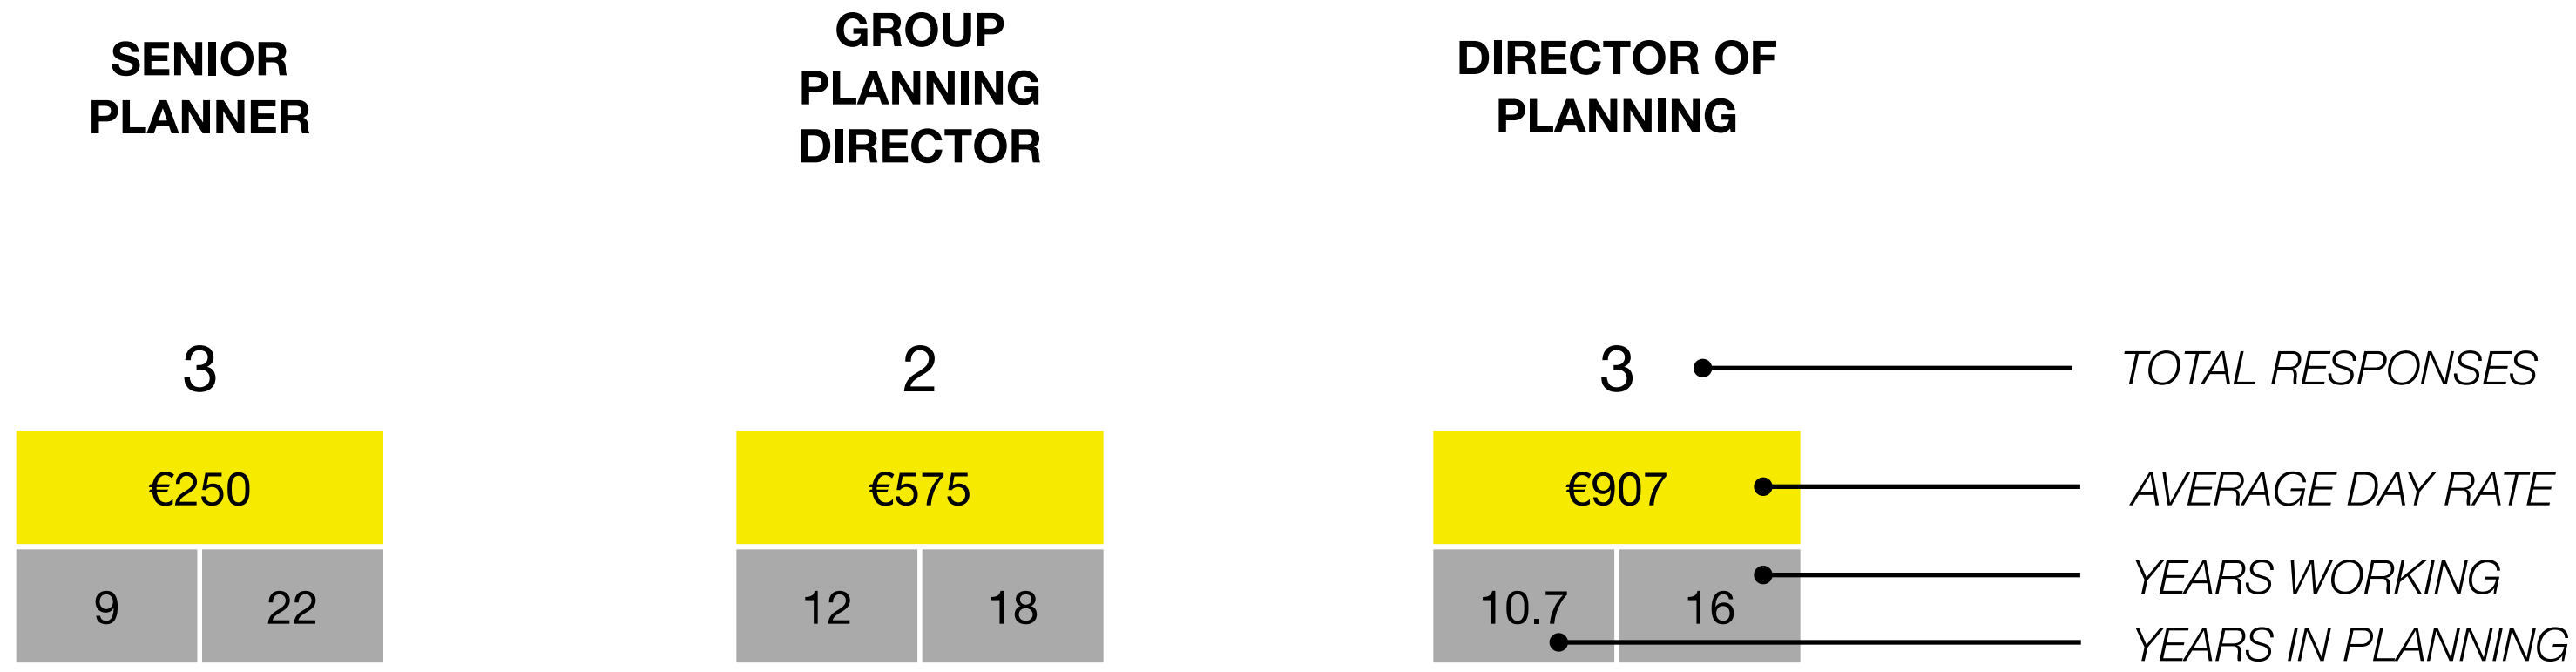 SENIOR
PLANNER
GROUP
PLANNING
DIRECTOR
DIRECTOR OF
PLANNING
3
2
3
TOTAL RESPONSES
€250
€575
€907
AVERAGE DAY RATE
9
22
12
18
10.7
16
YEARS WORKING
YEARS IN PLANNING